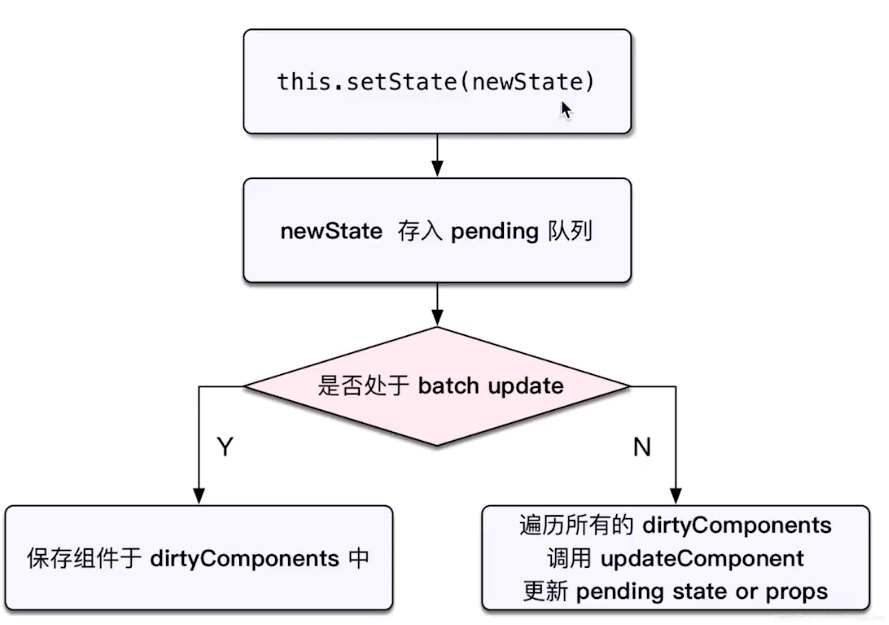 this.setState(newState)
newState 存入 pending 队列
是否处于 batch update
Y
N
保存组件于 dirtyComponents 中
遍历所有的 dirtyComponents
调用 updateComponent
更新 pending state or props